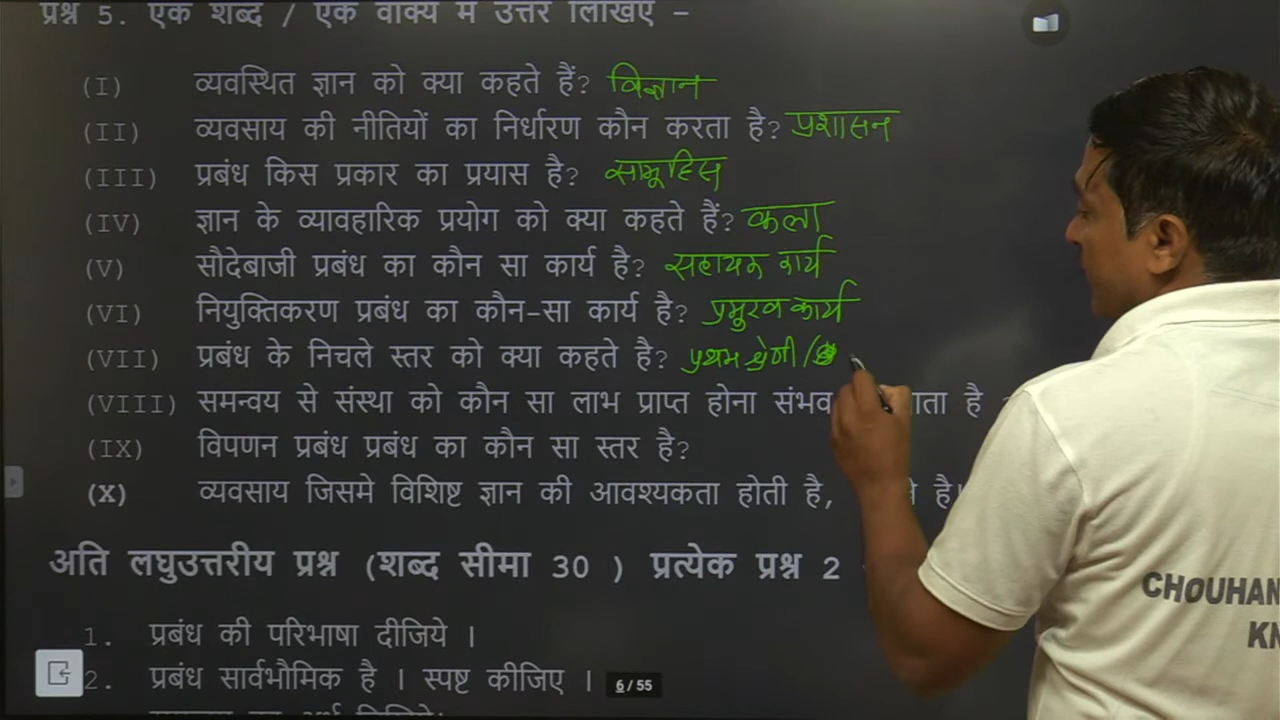 प्रश्न 5. एक शब्द / एक वाक्य में उत्तर लिखिए –
(I) व्यवस्थित ज्ञान को क्या कहते हैं? विज्ञान
(II) व्यवसाय की नीतियों का निर्धारण कौन करता है? प्रशासन
(III) प्रबंध किस प्रकार का प्रयास है? सामूहिक
(IV) ज्ञान के व्यावहारिक प्रयोग को क्या कहते हैं? कला
(V) सौदेबाजी प्रबंध का कौन सा कार्य है? सहायक कार्य
(VI) नियुक्तिकरण प्रबंध का कौन-सा कार्य है? प्रमुख कार्य
(VII) प्रबंध के निचले स्तर को क्या कहते है? प्रथम श्रेणी /
(VIII) समन्वय से संस्था को कौन सा लाभ प्राप्त होना है
(IX) विपणन प्रबंध प्रबंध का कौन सा स्तर है?
(X) व्यवसाय जिसमे विशिष्ट ज्ञान की आवश्यकता होती है, है।
अति लघुउत्तरीय प्रश्न (शब्द सीमा 30 ) प्रत्येक प्रश्न 2
1. प्रबंध की परिभाषा दीजिये ।
2. प्रबंध सार्वभौमिक है । स्पष्ट कीजिए ।
6 / 55
CHOUHAN